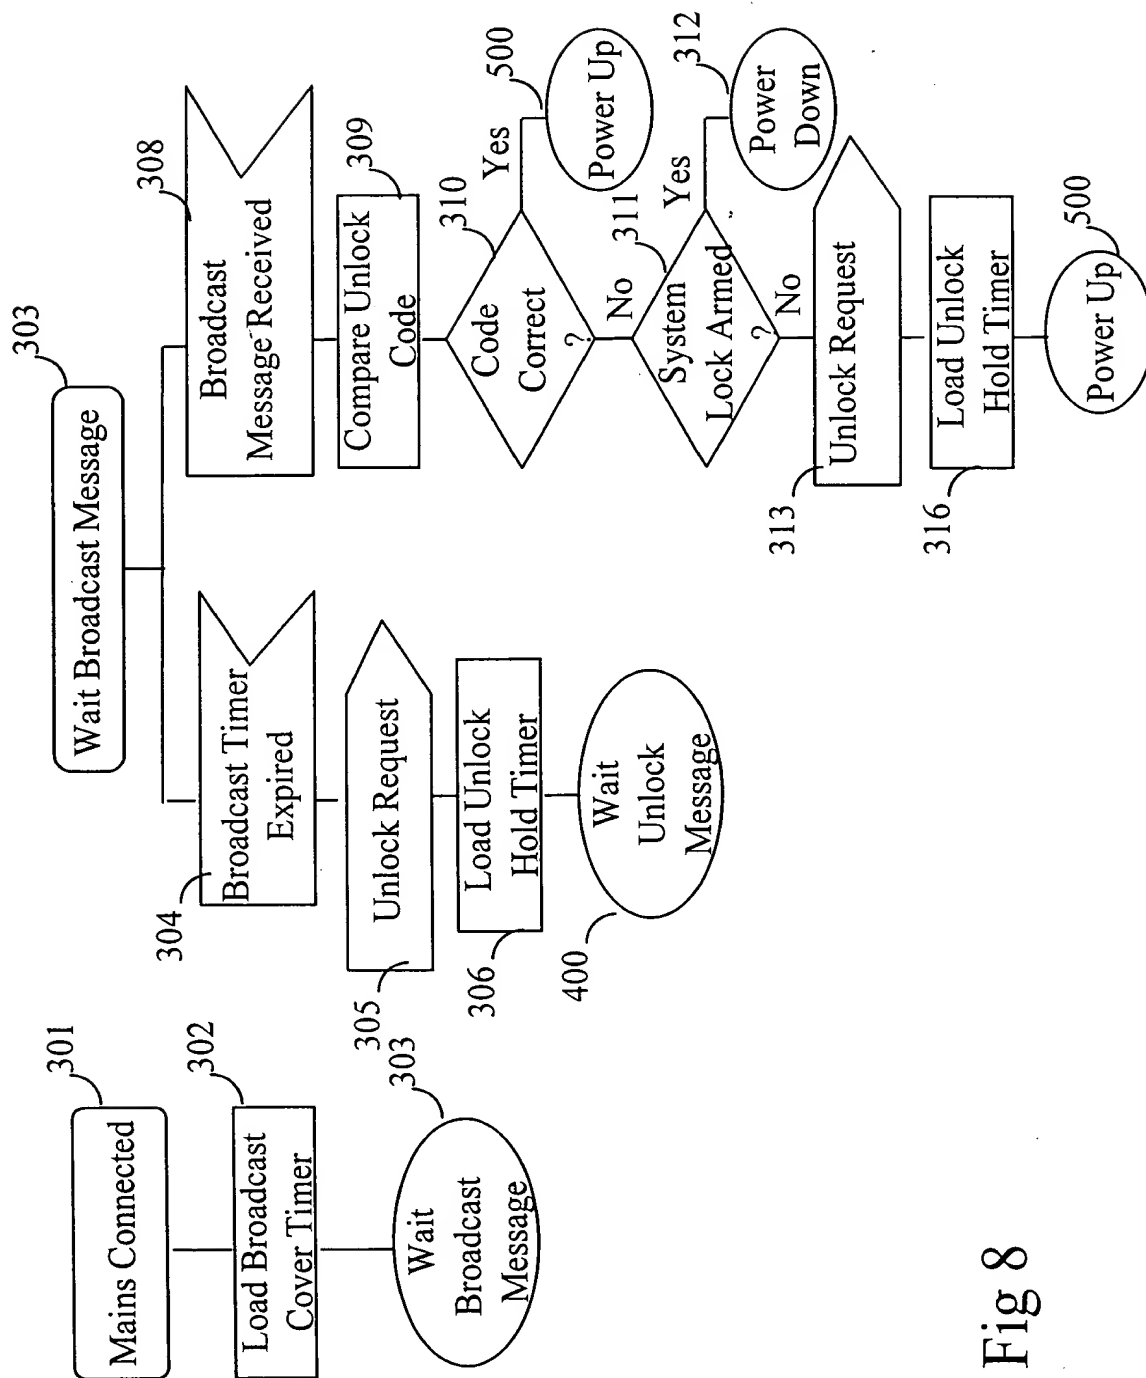 301
Mains Connected
302
Load Broadcast
Cover Timer
303
Wait
Broadcast
Message
303
Wait Broadcast Message
304
Broadcast Timer
Expired
305
Unlock Request
306
Load Unlock
Hold Timer
400
Wait
Unlock
Message
308
Broadcast
Message Received
309
Compare Unlock
Code
310
Code
Correct
?
Yes
500
Power Up
No
311
System
Lock Armed
?
Yes
312
Power
Down
No
313
Unlock Request
316
Load Unlock
Hold Timer
500
Power Up
Fig 8